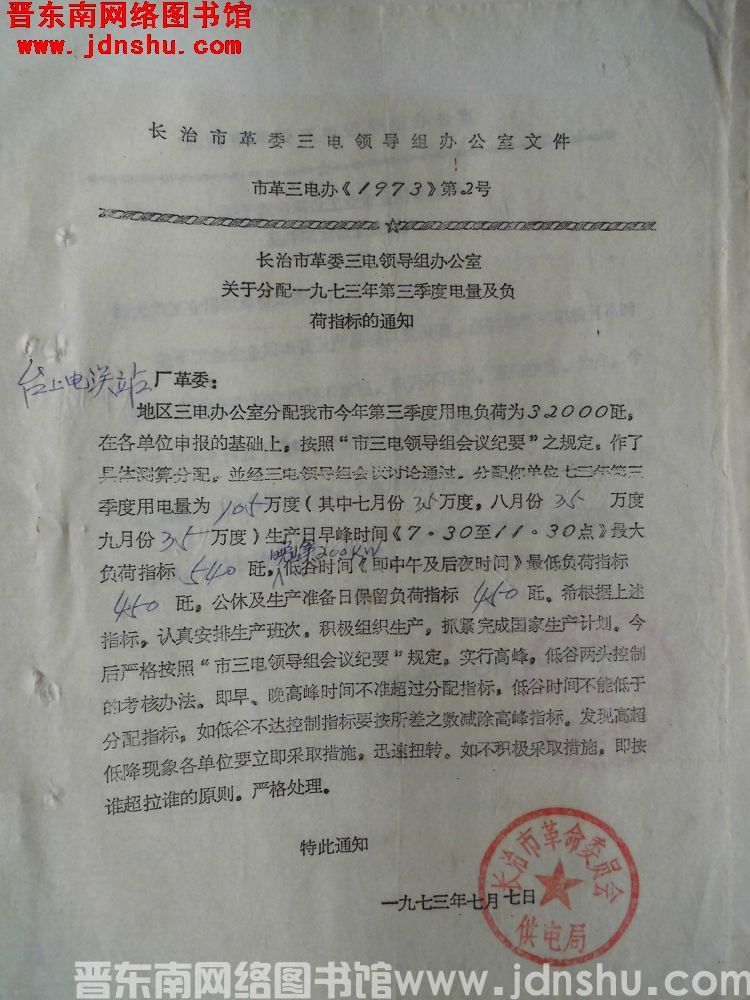 晋东南网络图书馆
www.jdnshu.com
长治市革委三电领导组办公室文件
市革三电办《1973》第2号
长治市革委三电领导组办公室
关于分配一九七三年第三季度电量及负
荷指标的通知
台上电误站厂革委：
地区三电办公室分配我市今年第三季度用电负荷为32000瓩。
在各单位申报的基础上，按照“市三电领导组会议纪要”之规定，作了
具体测算分配。並经三电领导组会议讨论通过。分配你单位七三年第三
季度用电量为105万度（其中七月份35万度，八月份35万度
九月份35万度）生产日早峰时间《7·30至11·30点》最大
晚峰200KW
负荷指标540瓩，低谷时间《即中午及后夜时间》最低负荷指标
450瓩。公休及生产准备日保留负荷指标450瓩。希根据上述
指标，认真安排生产班次。积极组织生产。抓紧完成国家生产计划。今
后严格按照“市三电领导组会议纪要”规定。实行高峰，低谷两头控制
的考核办法。即早、晚高峰时间不准超过分配指标，低谷时间不能低于
分配指标，如低谷不达控制指标要按所差之数减除高峰指标。发现高超
低降现象各单位要立即采取措施，迅速扭转。如不积极采取措施，即按
谁超拉谁的原则。严格处理。
特此通知
一九七三年七月七日
长治市革命委员会
供电局
晋东南网络图书馆www.jdnshu.com